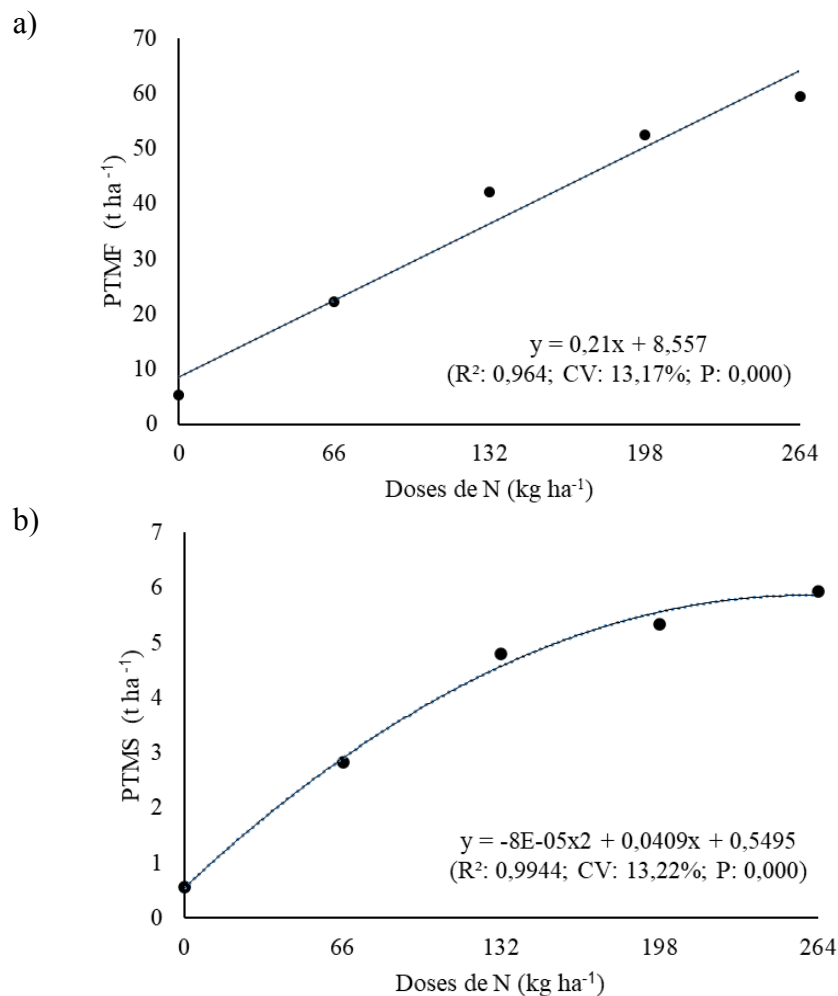 a)
70
60
50
40
30
20
10
0
PTMF (t ha⁻¹)
y = 0,21x + 8,557
(R²: 0,964; CV: 13,17%; P: 0,000)
0 66 132 198 264
Doses de N (kg ha⁻¹)
b)
7
6
5
4
3
2
1
0
PTMS (t ha⁻¹)
y = -8E-05x2 + 0,0409x + 0,5495
(R²: 0,9944; CV: 13,22%; P: 0,000)
0 66 132 198 264
Doses de N (kg ha⁻¹)